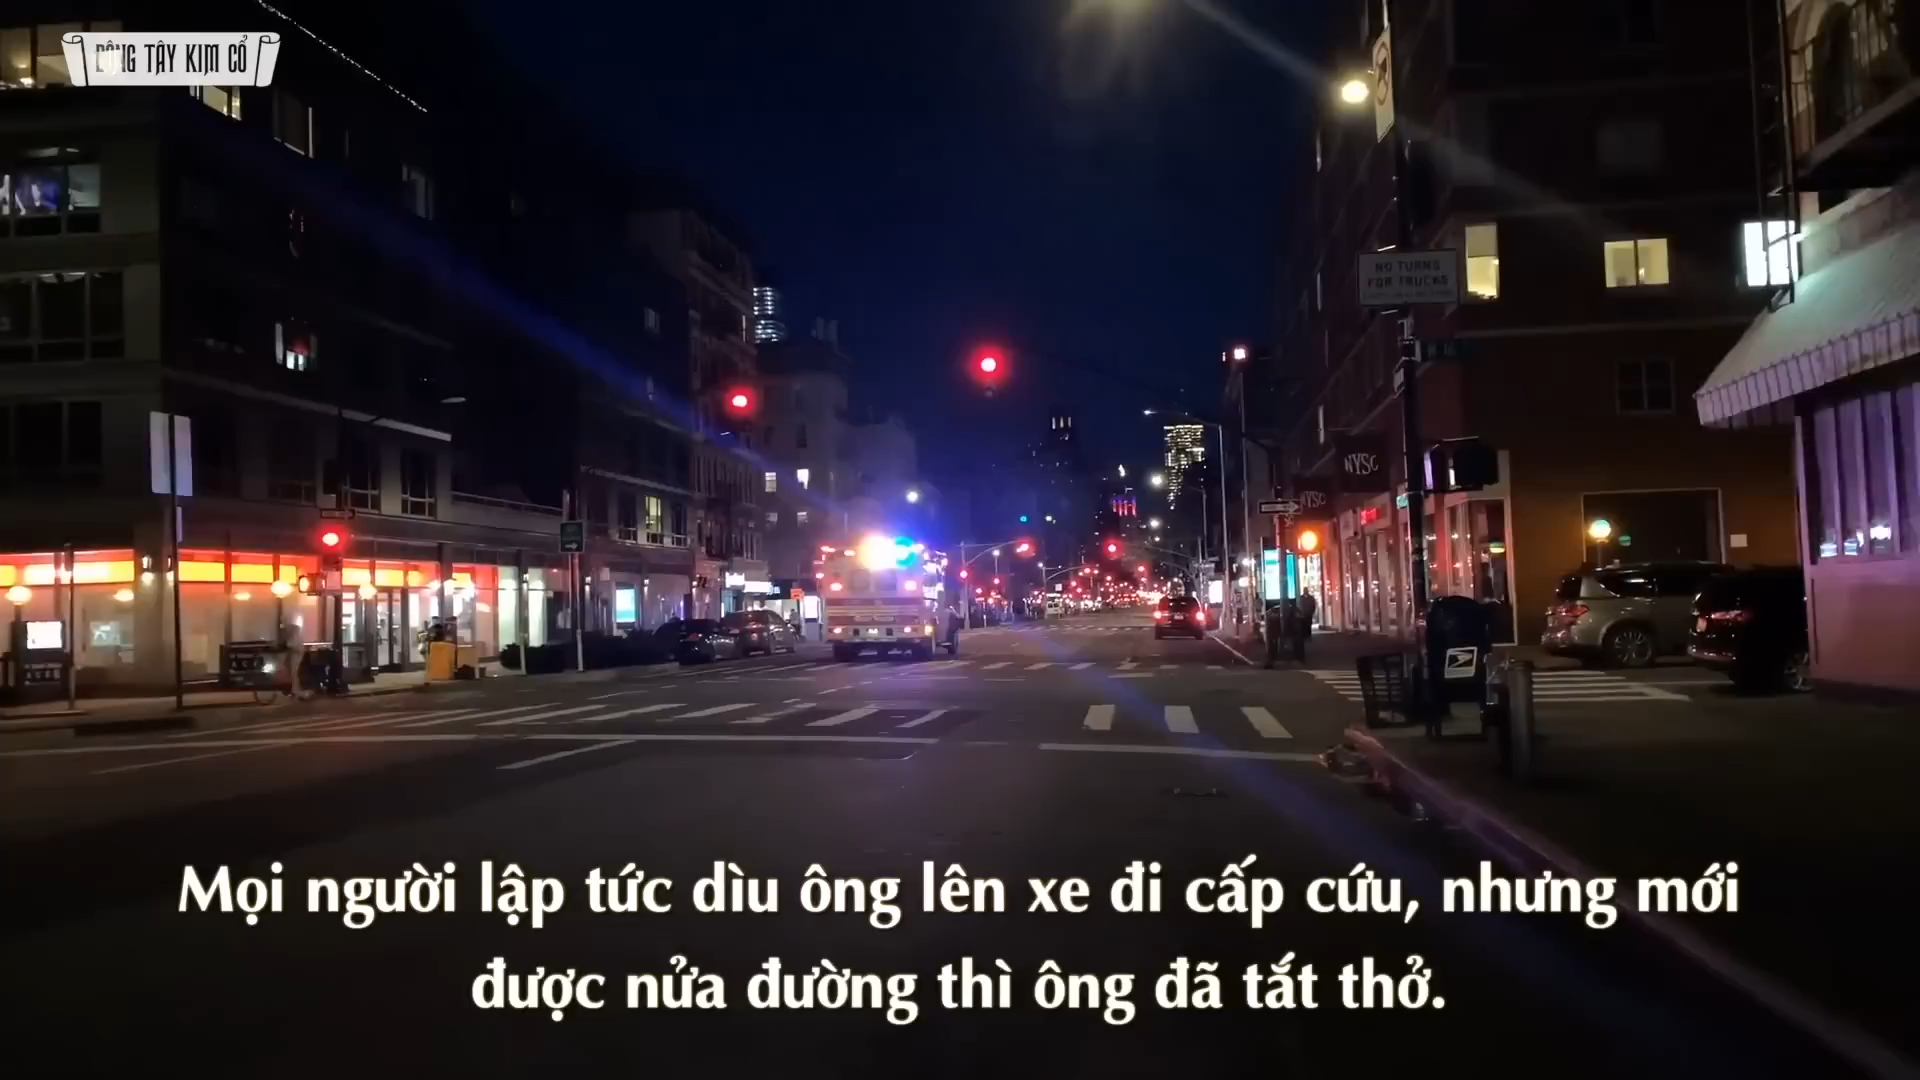 ĐÔNG TÂY KIM CỔ
NO TURNS
FOR TRUCKS
NYSC
NYSC
Mọi người lập tức dìu ông lên xe đi cấp cứu, nhưng mới
được nửa đường thì ông đã tắt thở.